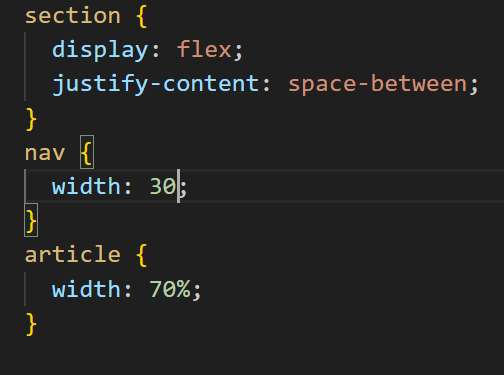 section {
  display: flex;
  justify-content: space-between;
}
nav {
  width: 30;
}
article {
  width: 70%;
}